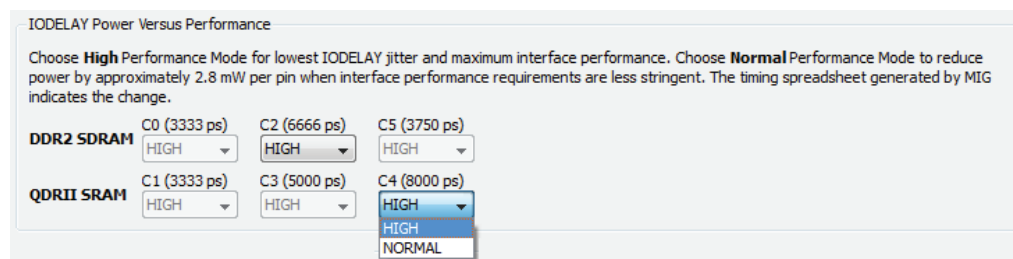 IODELAY Power Versus Performance
Choose High Performance Mode for lowest IODELAY jitter and maximum interface performance. Choose Normal Performance Mode to reduce
power by approximately 2.8 mW per pin when interface performance requirements are less stringent. The timing spreadsheet generated by MIG
indicates the change.
C0 (3333 ps) C2 (6666 ps) C5 (3750 ps)
DDR2 SDRAM HIGH HIGH HIGH
C1 (3333 ps) C3 (5000 ps) C4 (8000 ps)
QDRII SRAM HIGH HIGH HIGH
HIGH
NORMAL